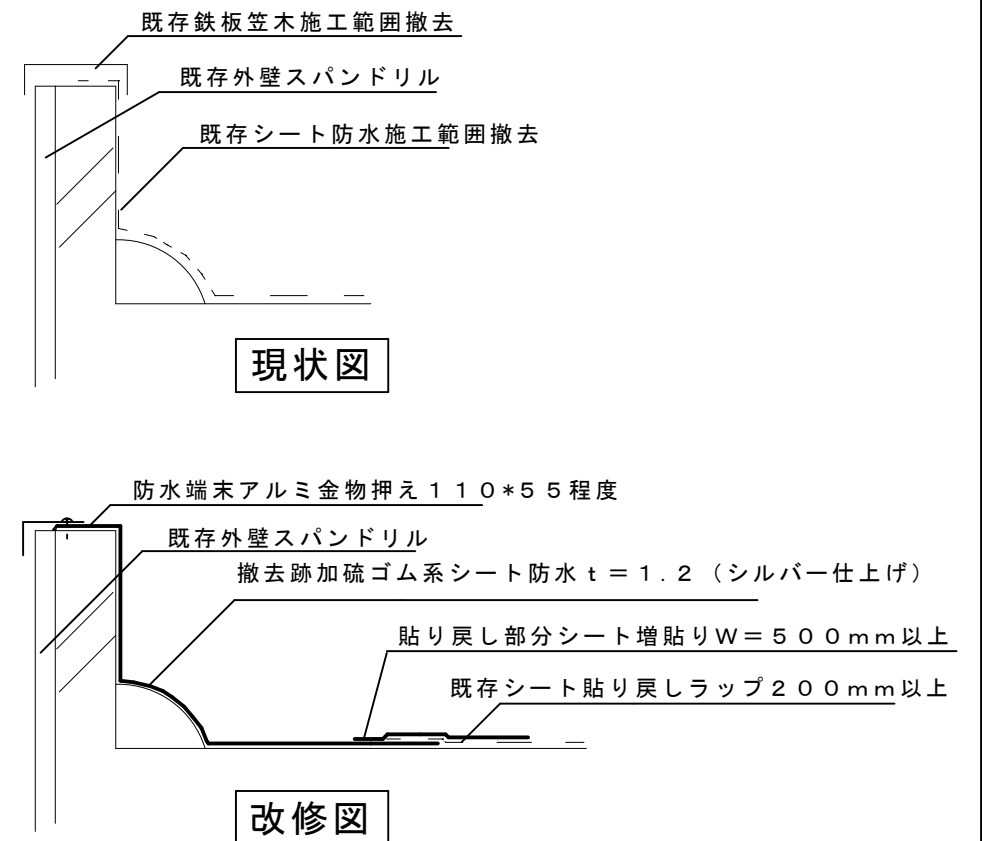 既存鉄板笠木施工範囲撤去
既存外壁スパンドリル
既存シート防水施工範囲撤去
現状図
防水端末アルミ金物押え１１０*５５程度
既存外壁スパンドリル
撤去跡加硫ゴム系シート防水ｔ＝１.２（シルバー仕上げ）
貼り戻し部分シート増貼りＷ＝５００ｍｍ以上
既存シート貼り戻しラップ２００ｍｍ以上
改修図